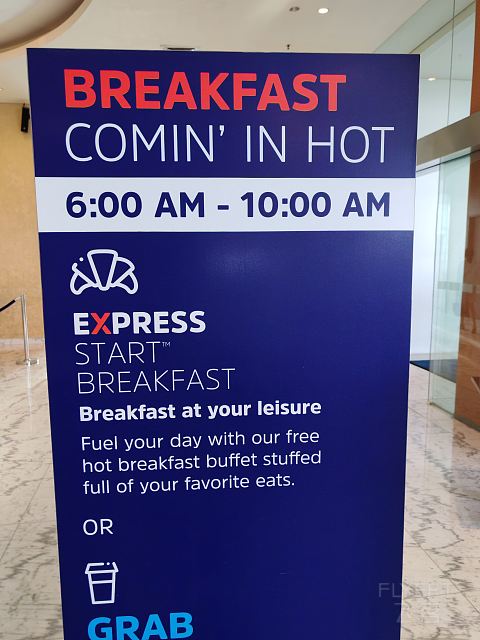 BREAKFAST
COMIN' IN HOT
6:00 AM - 10:00 AM
EXPRESS
START™
BREAKFAST
Breakfast at your leisure
Fuel your day with our free
hot breakfast buffet stuffed
full of your favorite eats.
OR
GRAB